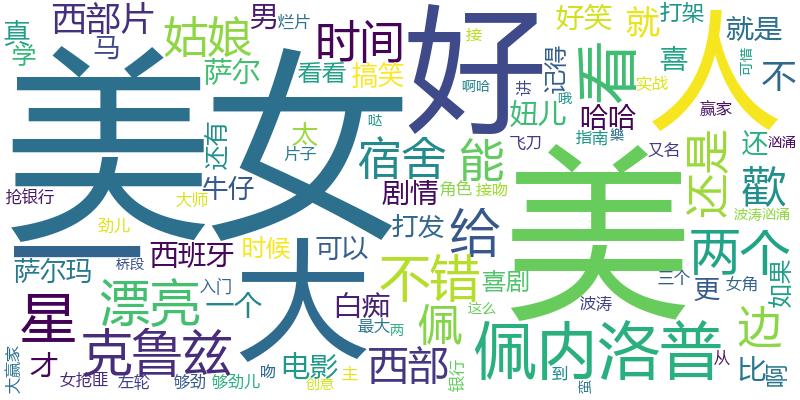 西部片
男
烂片
好
接
好笑
打架
人
真
姑娘
时间
就
就是
可惜
学
马
美女
萨尔
看看
搞笑
记得
讲
看
喜
不
啊哈
哦
实战
还有
太
哒
妞儿
哈哈
赢家
片子
宿舍
能
飞刀
指南
樂
还
汹涌
美
还是
又名
牛仔
剧情
角色
接吻
歡
抢银行
大师
劲儿
打发
给
波涛汹涌
一
大
西班牙
时候
可以
两个
桥段
萨尔玛
不错
喜剧
三个
更
女角
如果
入门
漂亮
一个
白痴
佩
这么
波涛
星
最大
两
边
克鲁兹
佩内洛普
才
吻
电影
西部
从
比
啊
大赢家
女抢匪
左轮
够劲
够劲儿
创意
主
银行
到